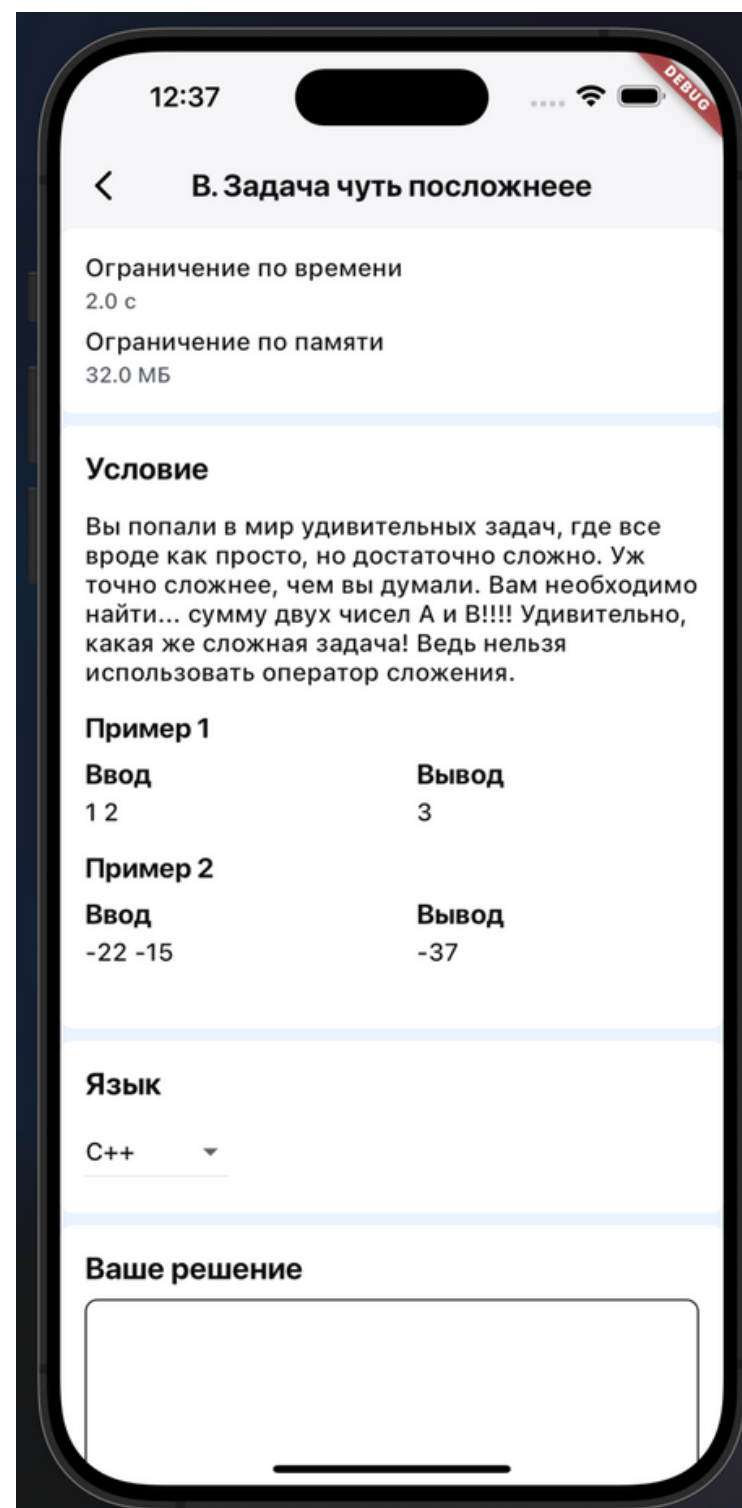 12:37
DEBUG
B. Задача чуть посложнеее
Ограничение по времени
2.0 с
Ограничение по памяти
32.0 МБ
Условие
Вы попали в мир удивительных задач, где все
вроде как просто, но достаточно сложно. Уж
точно сложнее, чем вы думали. Вам необходимо
найти... сумму двух чисел A и B!!!! Удивительно,
какая же сложная задача! Ведь нельзя
использовать оператор сложения.
Пример 1
Ввод Вывод
1 2 3
Пример 2
Ввод Вывод
-22 -15 -37
Язык
C++
Ваше решение